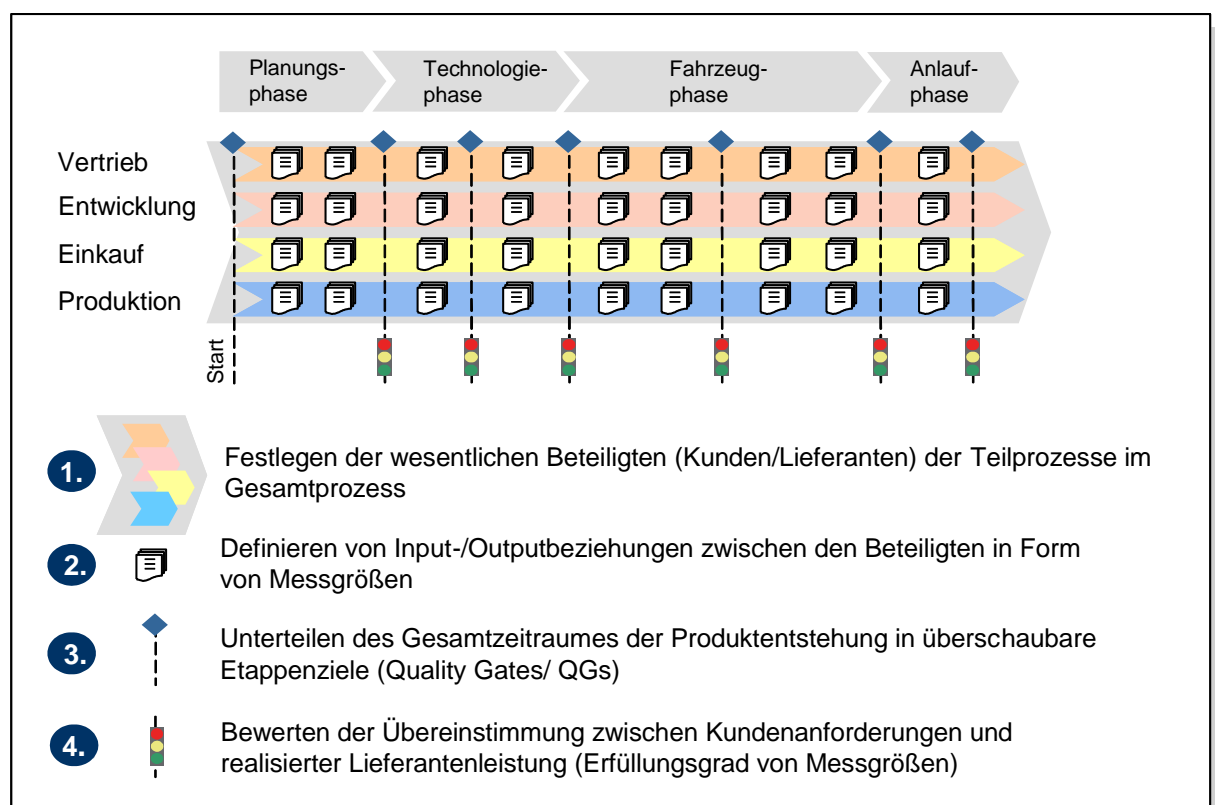 Planungs-
phase
Technologie-
phase
Fahrzeug-
phase
Anlauf-
phase
Vertrieb
Entwicklung
Einkauf
Produktion
Start
1.
Festlegen der wesentlichen Beteiligten (Kunden/Lieferanten) der Teilprozesse im
Gesamtprozess
2.
Definieren von Input-/Outputbeziehungen zwischen den Beteiligten in Form
von Messgrößen
3.
Unterteilen des Gesamtzeitraumes der Produktentstehung in überschaubare
Etappenziele (Quality Gates/ QGs)
4.
Bewerten der Übereinstimmung zwischen Kundenanforderungen und
realisierter Lieferantenleistung (Erfüllungsgrad von Messgrößen)